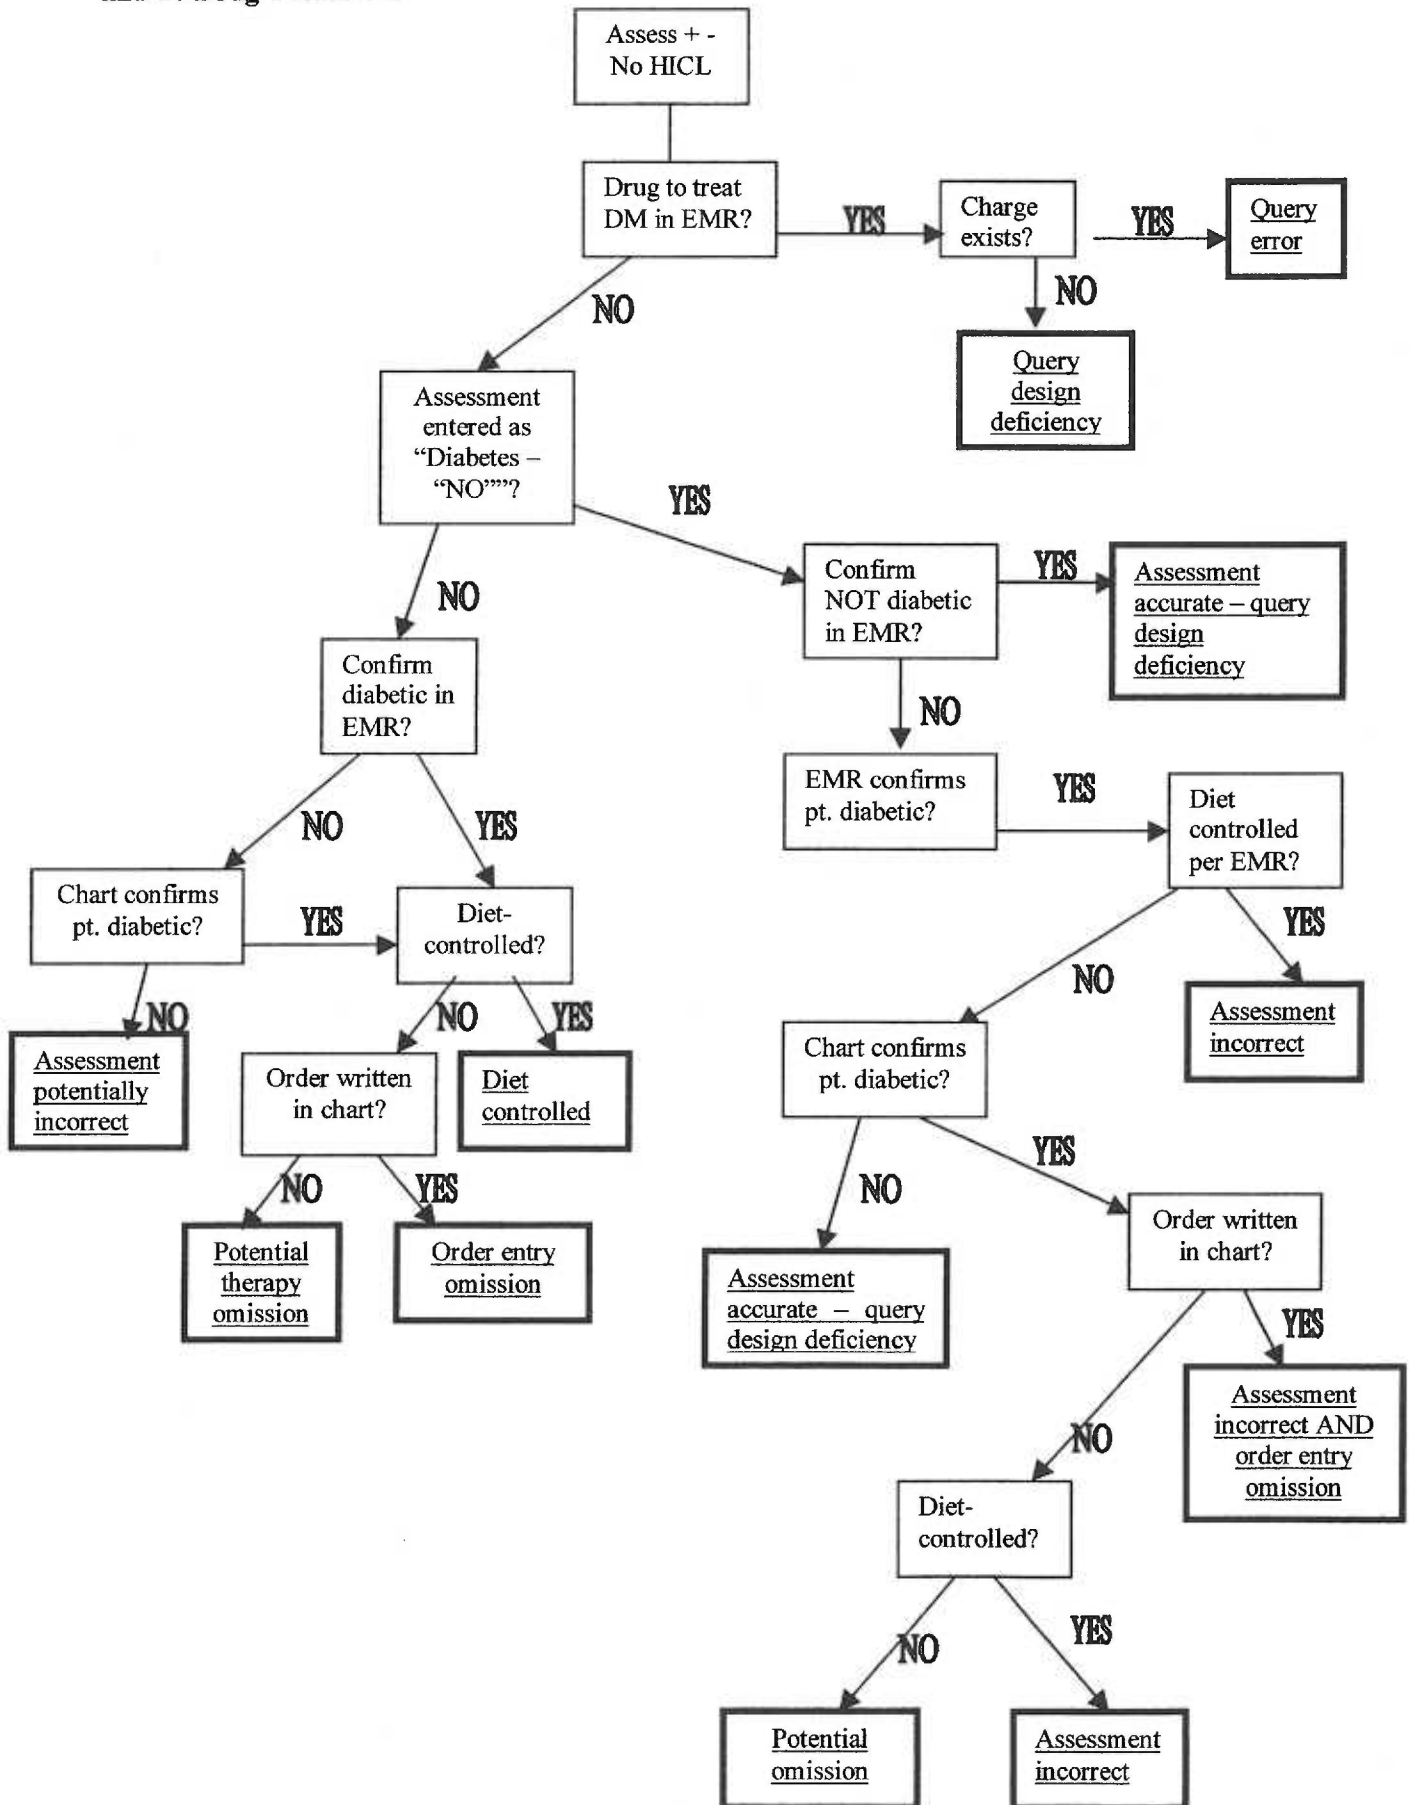 Assess + -
No HICL
Drug to treat
DM in EMR?
YES
Charge
exists?
YES
Query
error
NO
NO
Query
design
deficiency
Assessment
entered as
“Diabetes –
“NO””?
YES
NO
Confirm
NOT diabetic
in EMR?
YES
Assessment
accurate – query
design
deficiency
Confirm
diabetic in
EMR?
NO
EMR confirms
pt. diabetic?
YES
Diet
controlled
per EMR?
NO
YES
Chart confirms
pt. diabetic?
YES
Diet-
controlled?
YES
NO
NO
NO
YES
Assessment
potentially
incorrect
Order written
in chart?
Diet
controlled
Assessment
incorrect
Chart confirms
pt. diabetic?
NO
YES
NO
YES
Potential
therapy
omission
Order entry
omission
Assessment
accurate – query
design deficiency
Order written
in chart?
YES
NO
Assessment
incorrect AND
order entry
omission
Diet-
controlled?
NO
YES
Potential
omission
Assessment
incorrect